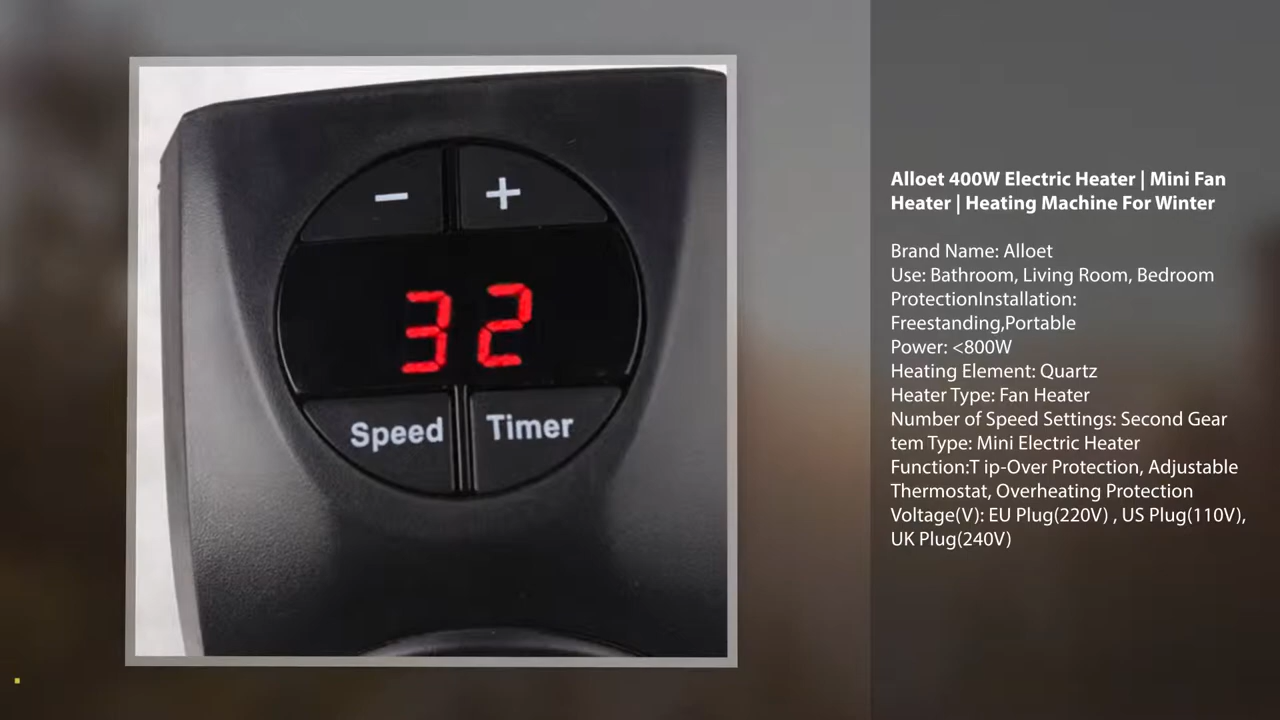 − +
32
Speed Timer
Alloet 400W Electric Heater | Mini Fan
Heater | Heating Machine For Winter
Brand Name: Alloet
Use: Bathroom, Living Room, Bedroom
ProtectionInstallation:
Freestanding,Portable
Power: <800W
Heating Element: Quartz
Heater Type: Fan Heater
Number of Speed Settings: Second Gear
tem Type: Mini Electric Heater
Function:T ip-Over Protection, Adjustable
Thermostat, Overheating Protection
Voltage(V): EU Plug(220V) , US Plug(110V),
UK Plug(240V)